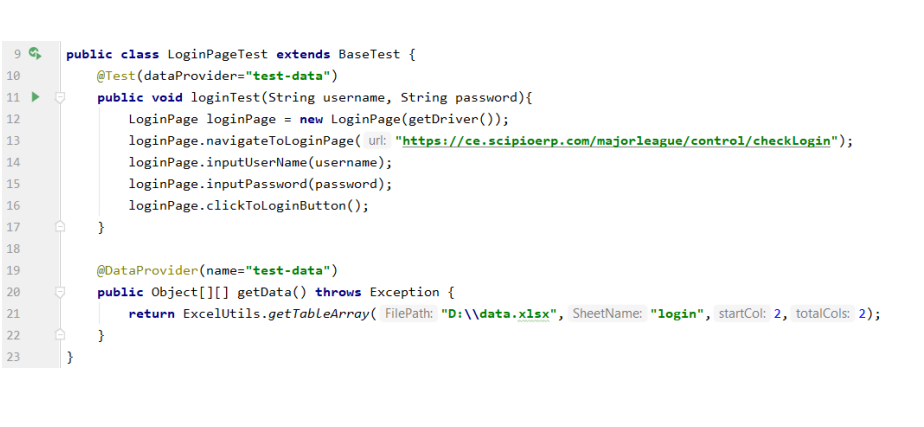 9 public class LoginPageTest extends BaseTest {
10 @Test(dataProvider="test-data")
11 public void loginTest(String username, String password){
12 LoginPage loginPage = new LoginPage(getDriver());
13 loginPage.navigateToLoginPage( url: "https://ce.scipioerp.com/majorleague/control/checkLogin");
14 loginPage.inputUserName(username);
15 loginPage.inputPassword(password);
16 loginPage.clickToLoginButton();
17 }
18
19 @DataProvider(name="test-data")
20 public Object[][] getData() throws Exception {
21 return ExcelUtils.getTableArray( FilePath: "D:\\data.xlsx", SheetName: "login", startCol: 2, totalCols: 2);
22 }
23 }